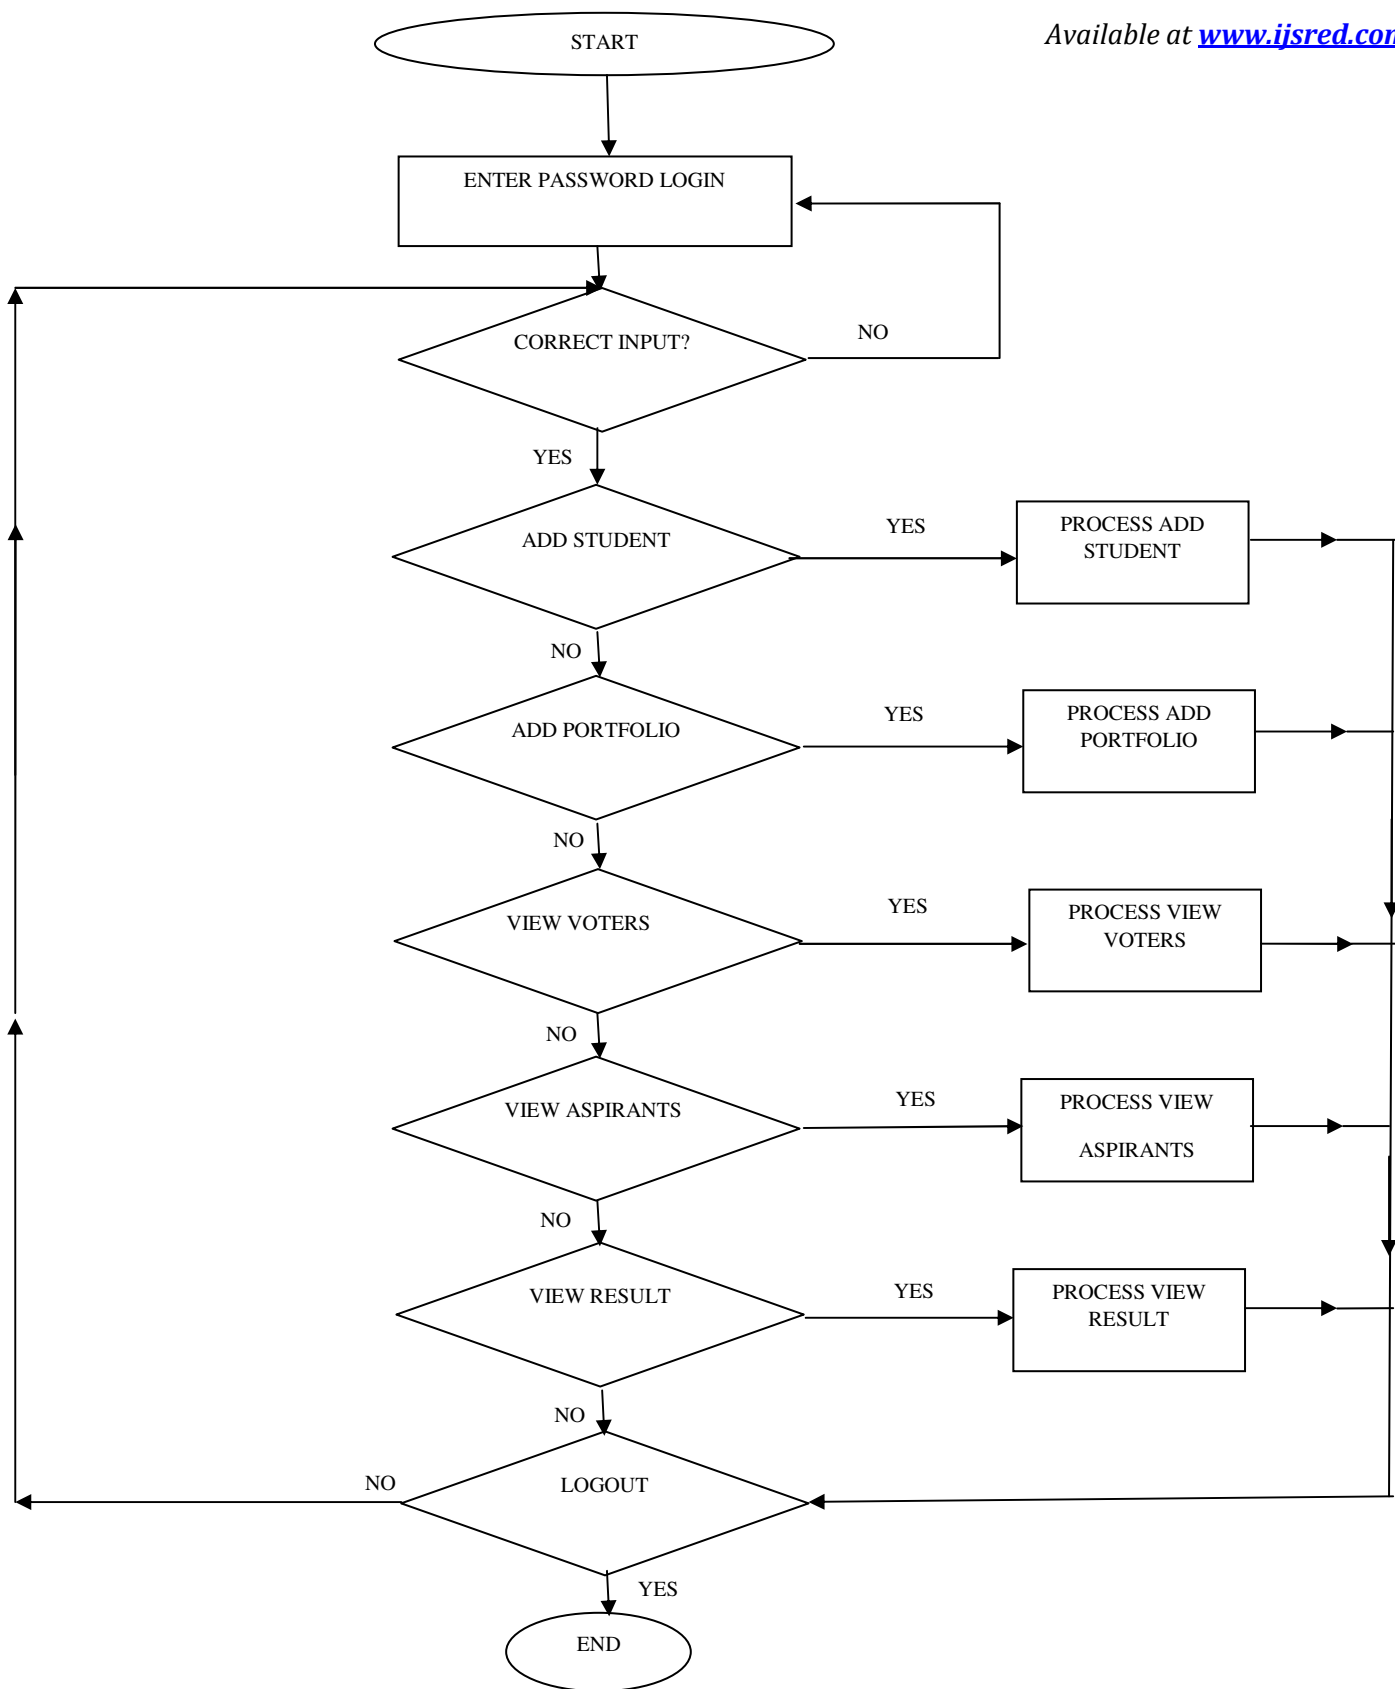 Available at www.ijsred.com
START
ENTER PASSWORD LOGIN
CORRECT INPUT?
NO
YES
ADD STUDENT
YES
PROCESS ADD
STUDENT
NO
ADD PORTFOLIO
YES
PROCESS ADD
PORTFOLIO
NO
VIEW VOTERS
YES
PROCESS VIEW
VOTERS
NO
VIEW ASPIRANTS
YES
PROCESS VIEW
ASPIRANTS
NO
VIEW RESULT
YES
PROCESS VIEW
RESULT
NO
LOGOUT
NO
YES
END